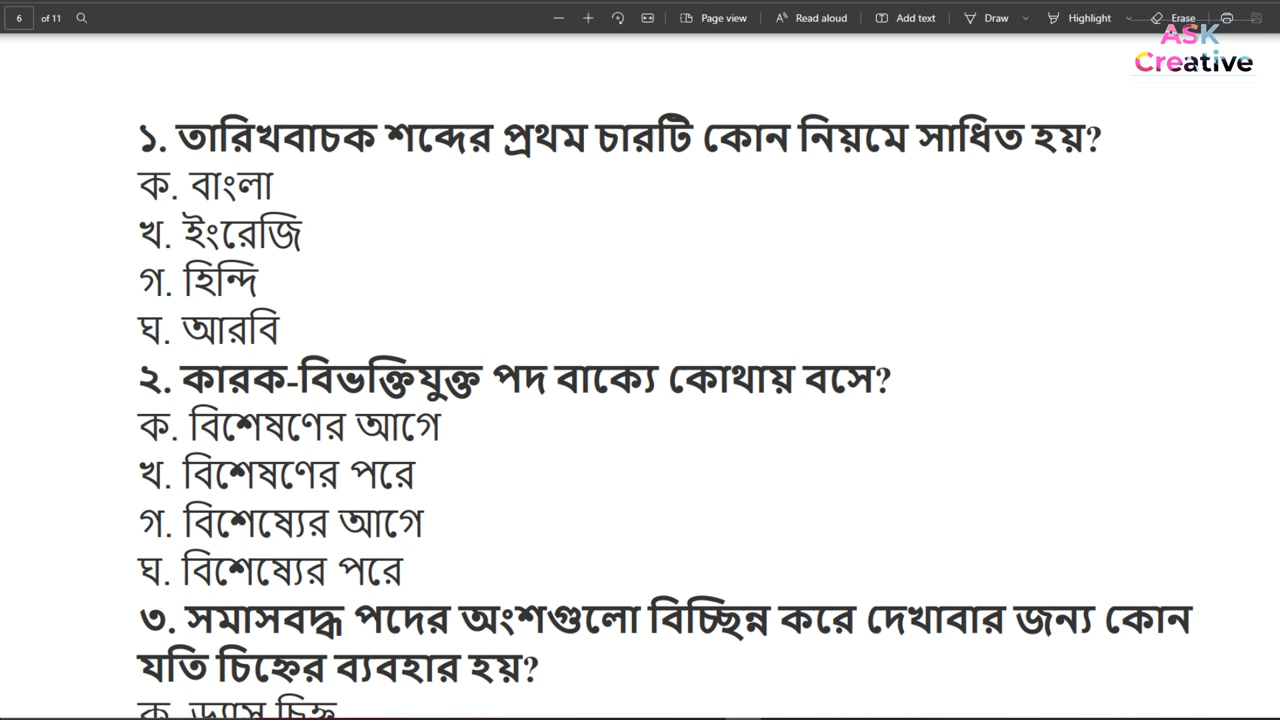 6 of 11 Page view Read aloud Add text Draw Highlight Erase
ASK
Creative
১. তারিখবাচক শব্দের প্রথম চারটি কোন নিয়মে সাধিত হয়?
ক. বাংলা
খ. ইংরেজি
গ. হিন্দি
ঘ. আরবি
২. কারক-বিভক্তিযুক্ত পদ বাক্যে কোথায় বসে?
ক. বিশেষণের আগে
খ. বিশেষণের পরে
গ. বিশেষ্যের আগে
ঘ. বিশেষ্যের পরে
৩. সমাসবদ্ধ পদের অংশগুলো বিচ্ছিন্ন করে দেখাবার জন্য কোন
যতি চিহ্নের ব্যবহার হয়?
ক. ড্যাস চিহ্ন